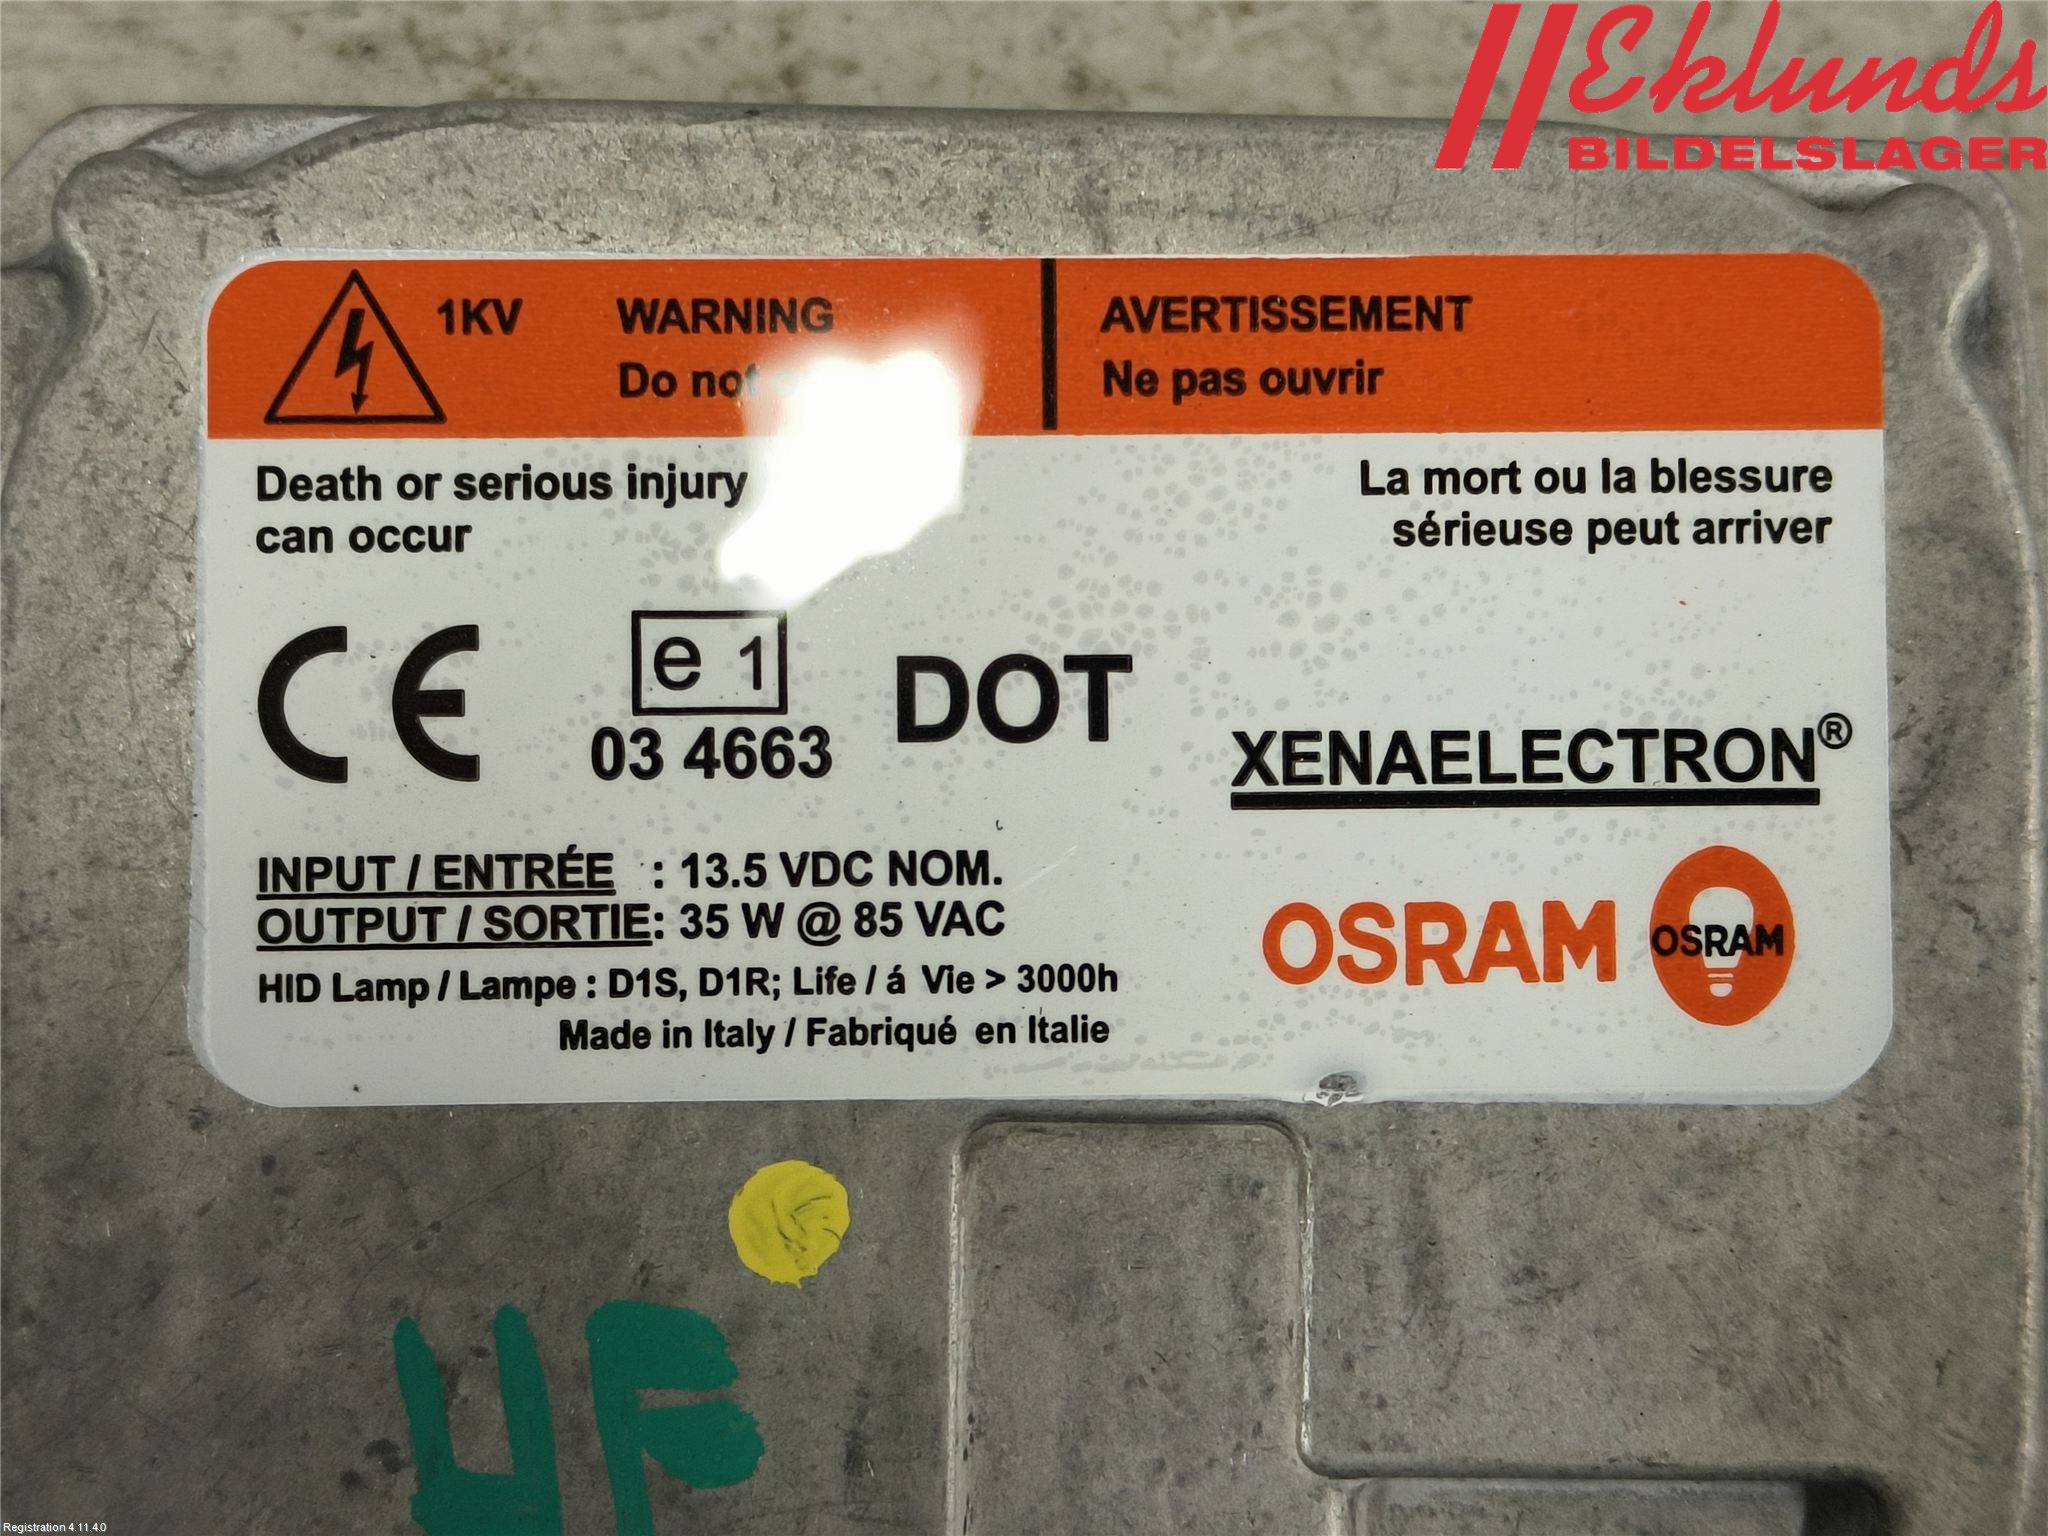 Eklunds
BILDELSLAGER
1KV WARNING
Do not
AVERTISSEMENT
Ne pas ouvrir
Death or serious injury
can occur
La mort ou la blessure
sérieuse peut arriver
CE
e 1
03 4663
DOT
XENAELECTRON®
INPUT / ENTRÉE : 13.5 VDC NOM.
OUTPUT / SORTIE: 35 W @ 85 VAC
HID Lamp / Lampe : D1S, D1R; Life / á Vie > 3000h
Made in Italy / Fabriqué en Italie
OSRAM
OSRAM
Registration 4.11.4.0